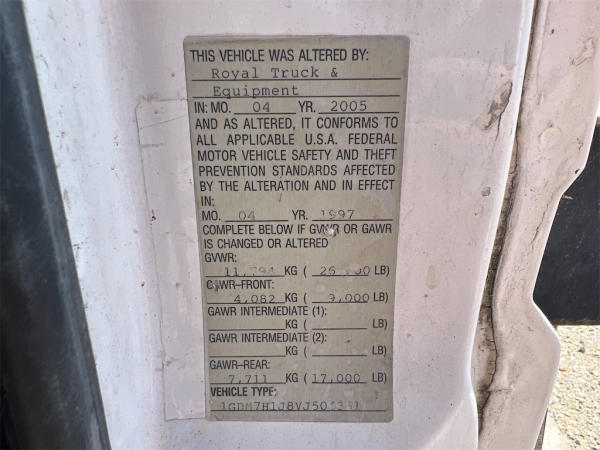 THIS VEHICLE WAS ALTERED BY:
Royal Truck &
Equipment
IN: MO. 04 YR. 2005
AND AS ALTERED, IT CONFORMS TO
ALL APPLICABLE U.S.A. FEDERAL
MOTOR VEHICLE SAFETY AND THEFT
PREVENTION STANDARDS AFFECTED
BY THE ALTERATION AND IN EFFECT
IN:
MO. 04 YR. 1997
COMPLETE BELOW IF GVWR OR GAWR
IS CHANGED OR ALTERED
GVWR:
KG ( LB)
GAWR-FRONT:
4,082 KG ( 9,000 LB)
GAWR INTERMEDIATE (1):
KG ( LB)
GAWR INTERMEDIATE (2):
KG ( LB)
GAWR-REAR:
7,711 KG ( 17,000 LB)
VEHICLE TYPE: